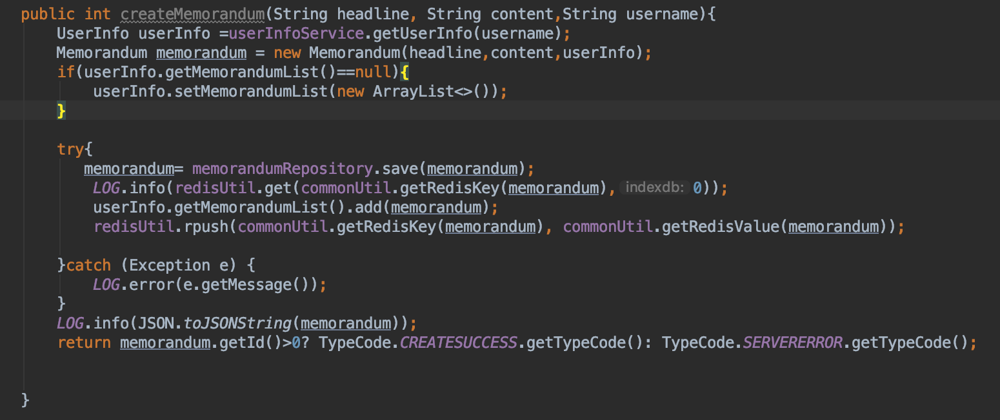 public int createMemorandum(String headline, String content,String username){
UserInfo userInfo =userInfoService.getUserInfo(username);
Memorandum memorandum = new Memorandum(headline,content,userInfo);
if(userInfo.getMemorandumList()==null){
userInfo.setMemorandumList(new ArrayList<>());
}
try{
memorandum= memorandumRepository.save(memorandum);
LOG.info(redisUtil.get(commonUtil.getRedisKey(memorandum), indexdb: 0));
userInfo.getMemorandumList().add(memorandum);
redisUtil.rpush(commonUtil.getRedisKey(memorandum), commonUtil.getRedisValue(memorandum));
}catch (Exception e) {
LOG.error(e.getMessage());
}
LOG.info(JSON.toJSONString(memorandum));
return memorandum.getId()>0? TypeCode.CREATESUCCESS.getTypeCode(): TypeCode.SERVERERROR.getTypeCode();
}